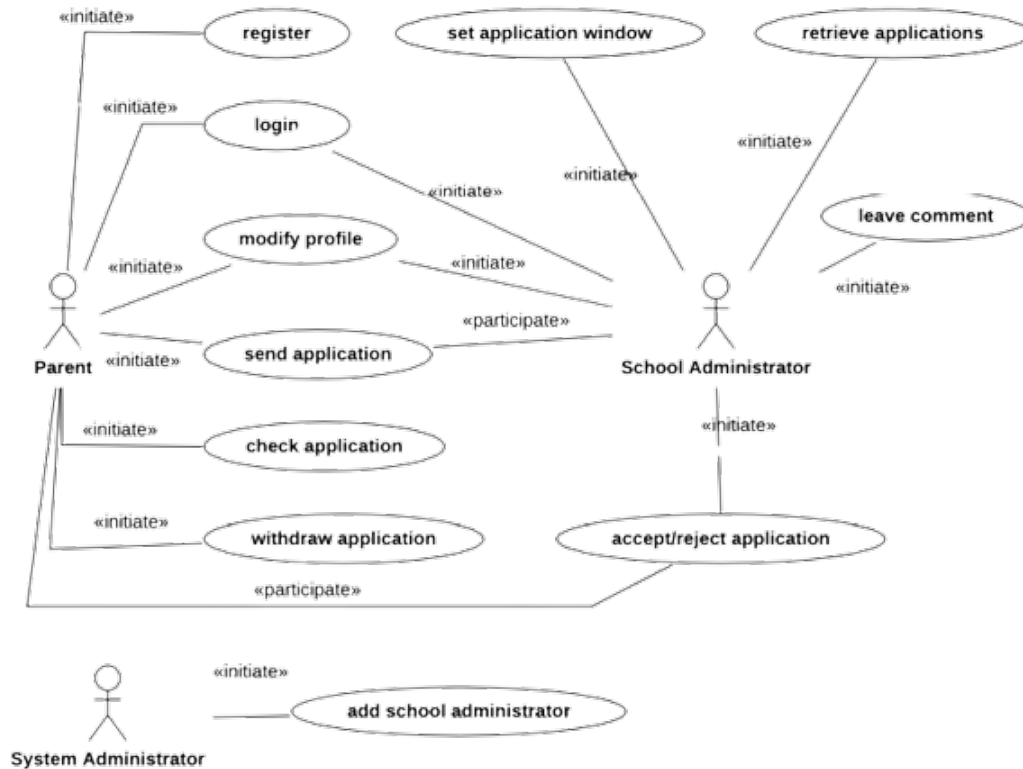 «initiate»
register
set application window
retrieve applications
«initiate»
login
«initiate»
«initiate»
«initiate»
leave comment
modify profile
«initiate»
«initiate»
«initiate»
«participate»
send application
«initiate»
Parent
School Administrator
«initiate»
check application
«initiate»
«initiate»
withdraw application
accept/reject application
«participate»
«initiate»
add school administrator
System Administrator